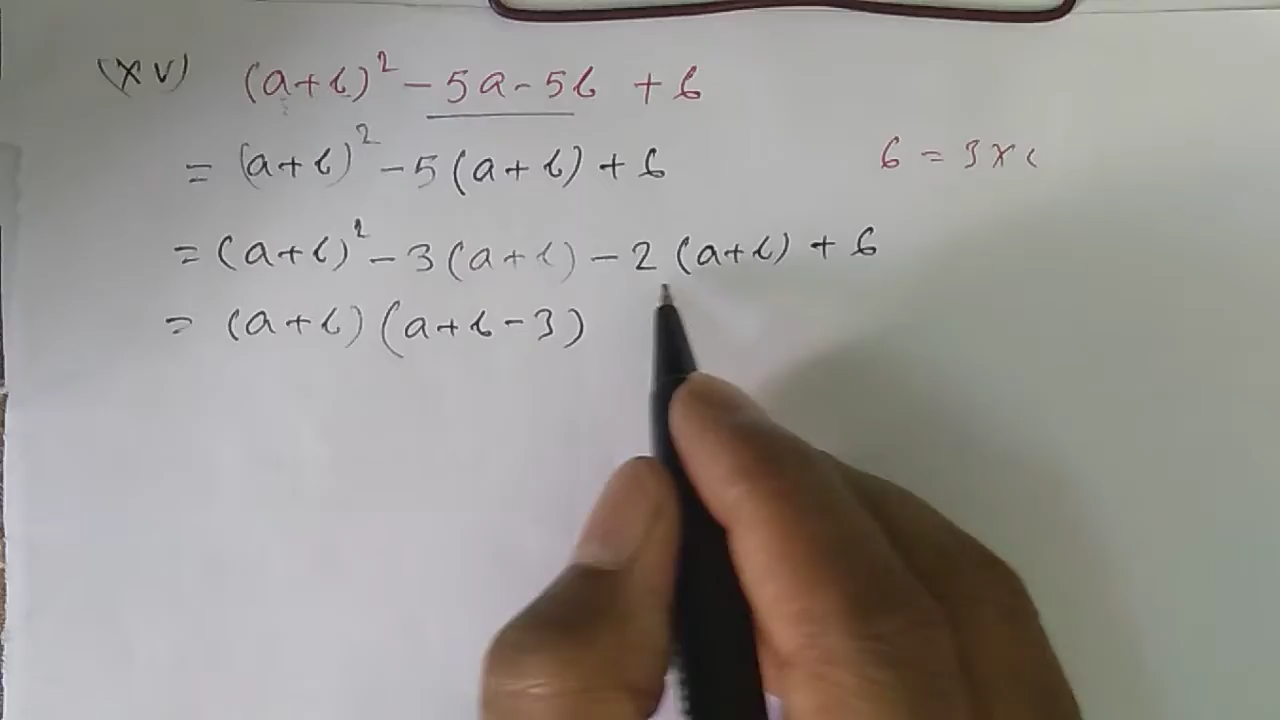 (xv) (a+b)² - 5a - 5b + 6
= (a+b)² - 5(a+b) + 6
6 = 3×
= (a+b)² - 3(a+b) - 2(a+b) + 6
= (a+b)(a+b-3)